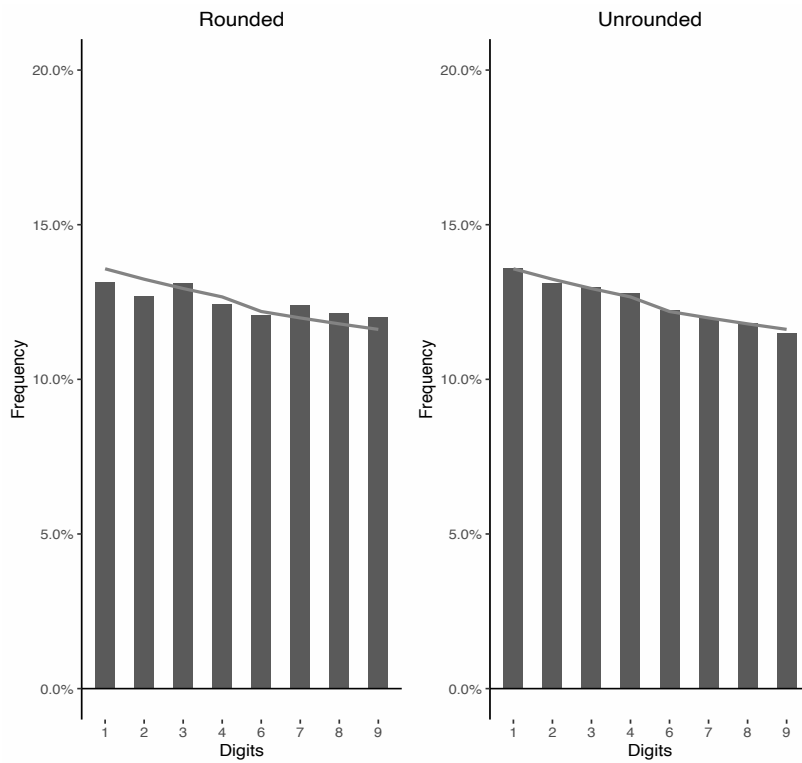 Rounded
20.0%
15.0%
10.0%
5.0%
0.0%
Frequency
1 2 3 4 6 7 8 9
Digits
Unrounded
20.0%
15.0%
10.0%
5.0%
0.0%
Frequency
1 2 3 4 6 7 8 9
Digits